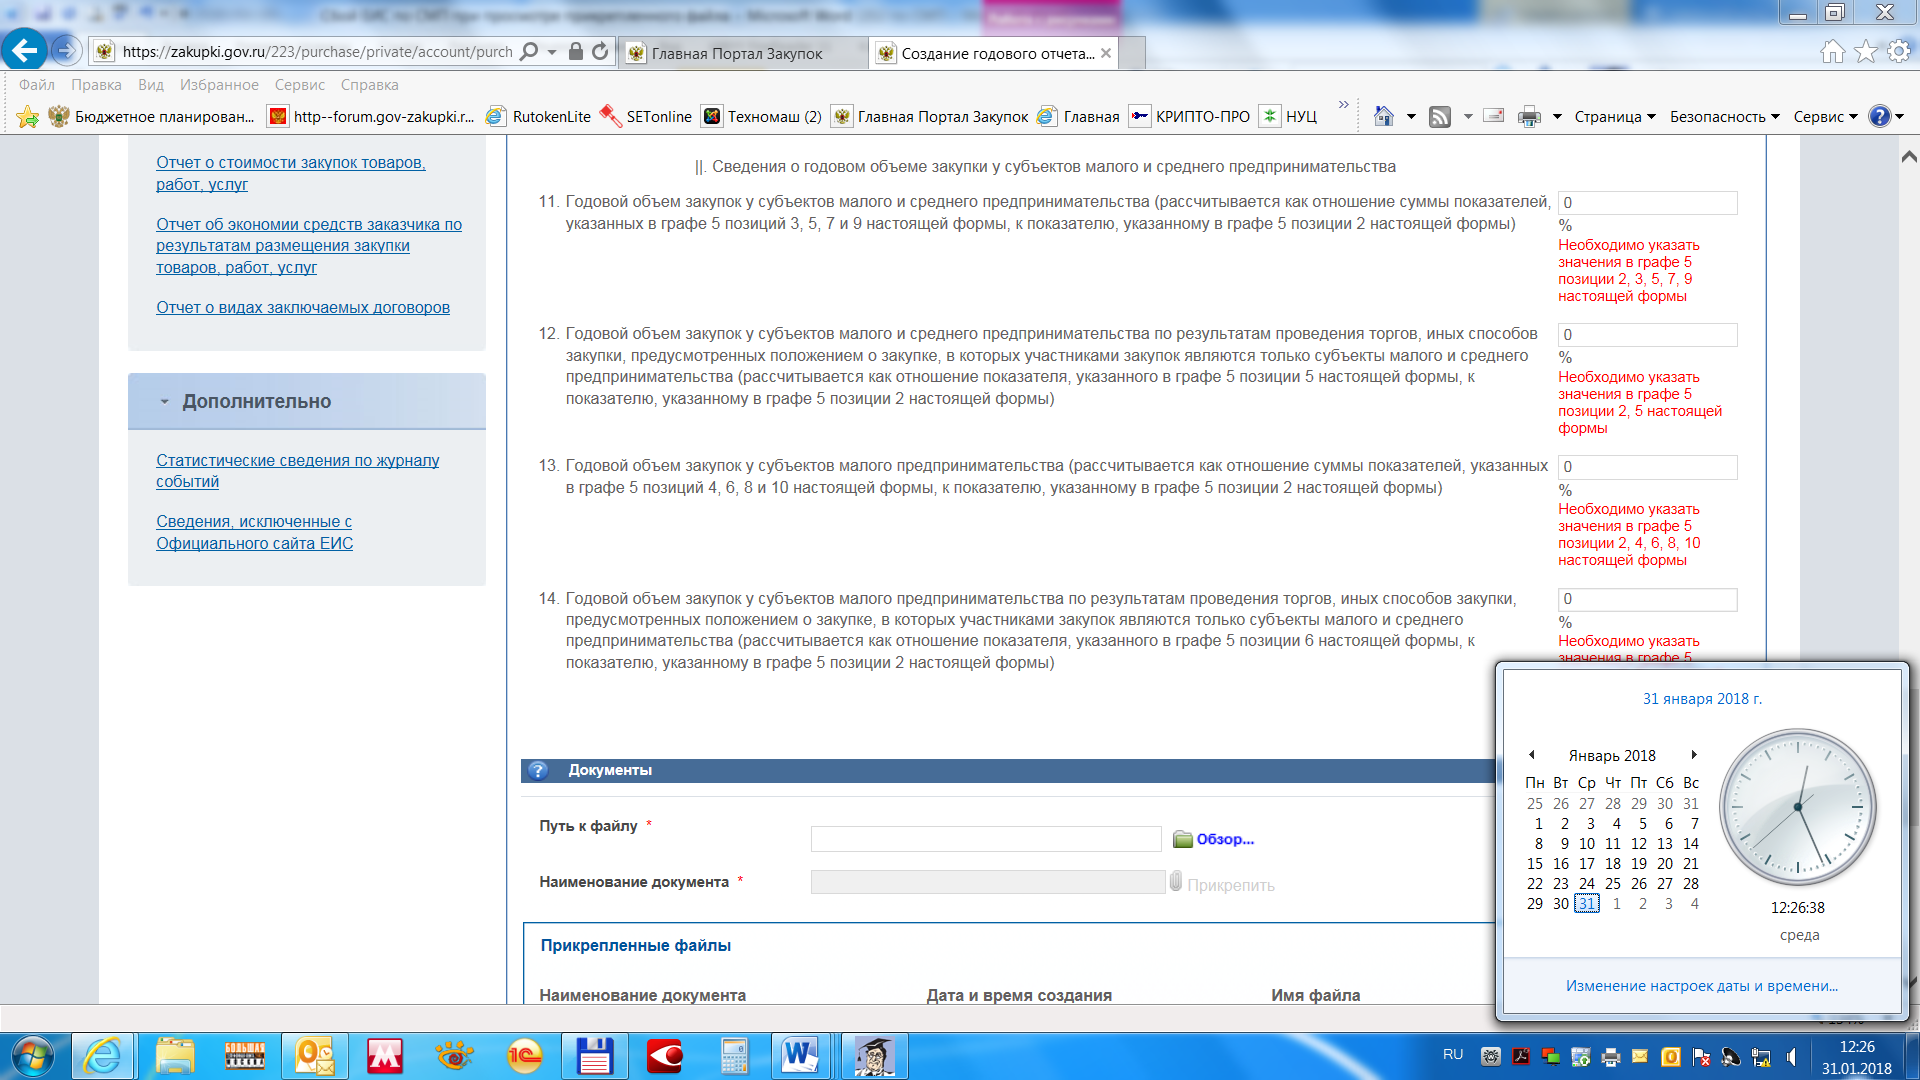 https://zakupki.gov.ru/223/purchase/private/account/purch
Главная Портал Закупок
Создание годового отчета...
Файл Правка Вид Избранное Сервис Справка
Бюджетное планирован...
http--forum.gov-zakupki.r...
RutokenLite
SETonline
Техномаш (2)
Главная Портал Закупок
Главная
КРИПТО-ПРО
НУЦ
Страница
Безопасность
Сервис
Отчет о стоимости закупок товаров,
работ, услуг
Отчет об экономии средств заказчика по
результатам размещения закупки
товаров, работ, услуг
Отчет о видах заключаемых договоров
Дополнительно
Статистические сведения по журналу
событий
Сведения, исключенные с
Официального сайта ЕИС
||. Сведения о годовом объеме закупки у субъектов малого и среднего предпринимательства
11. Годовой объем закупок у субъектов малого и среднего предпринимательства (рассчитывается как отношение суммы показателей,
указанных в графе 5 позиций 3, 5, 7 и 9 настоящей формы, к показателю, указанному в графе 5 позиции 2 настоящей формы)
0
%
Необходимо указать
значения в графе 5
позиции 2, 3, 5, 7, 9
настоящей формы
12. Годовой объем закупок у субъектов малого и среднего предпринимательства по результатам проведения торгов, иных способов
закупки, предусмотренных положением о закупке, в которых участниками закупок являются только субъекты малого и среднего
предпринимательства (рассчитывается как отношение показателя, указанного в графе 5 позиции 5 настоящей формы, к
показателю, указанному в графе 5 позиции 2 настоящей формы)
0
%
Необходимо указать
значения в графе 5
позиции 2, 5 настоящей
формы
13. Годовой объем закупок у субъектов малого предпринимательства (рассчитывается как отношение суммы показателей, указанных
в графе 5 позиций 4, 6, 8 и 10 настоящей формы, к показателю, указанному в графе 5 позиции 2 настоящей формы)
0
%
Необходимо указать
значения в графе 5
позиции 2, 4, 6, 8, 10
настоящей формы
14. Годовой объем закупок у субъектов малого предпринимательства по результатам проведения торгов, иных способов закупки,
предусмотренных положением о закупке, в которых участниками закупок являются только субъекты малого и среднего
предпринимательства (рассчитывается как отношение показателя, указанного в графе 5 позиции 6 настоящей формы, к
показателю, указанному в графе 5 позиции 2 настоящей формы)
0
%
Необходимо указать
значения в графе 5
Документы
Путь к файлу *
Обзор...
Наименование документа *
Прикрепить
Прикрепленные файлы
Наименование документа Дата и время создания Имя файла
31 января 2018 г.
Январь 2018
Пн Вт Ср Чт Пт Сб Вс
25 26 27 28 29 30 31
1 2 3 4 5 6 7
8 9 10 11 12 13 14
15 16 17 18 19 20 21
22 23 24 25 26 27 28
29 30 31 1 2 3 4
12:26:38
среда
Изменение настроек даты и времени...
БОЛЬШАЯ
МОСКВА
1С
RU
12:26
31.01.2018